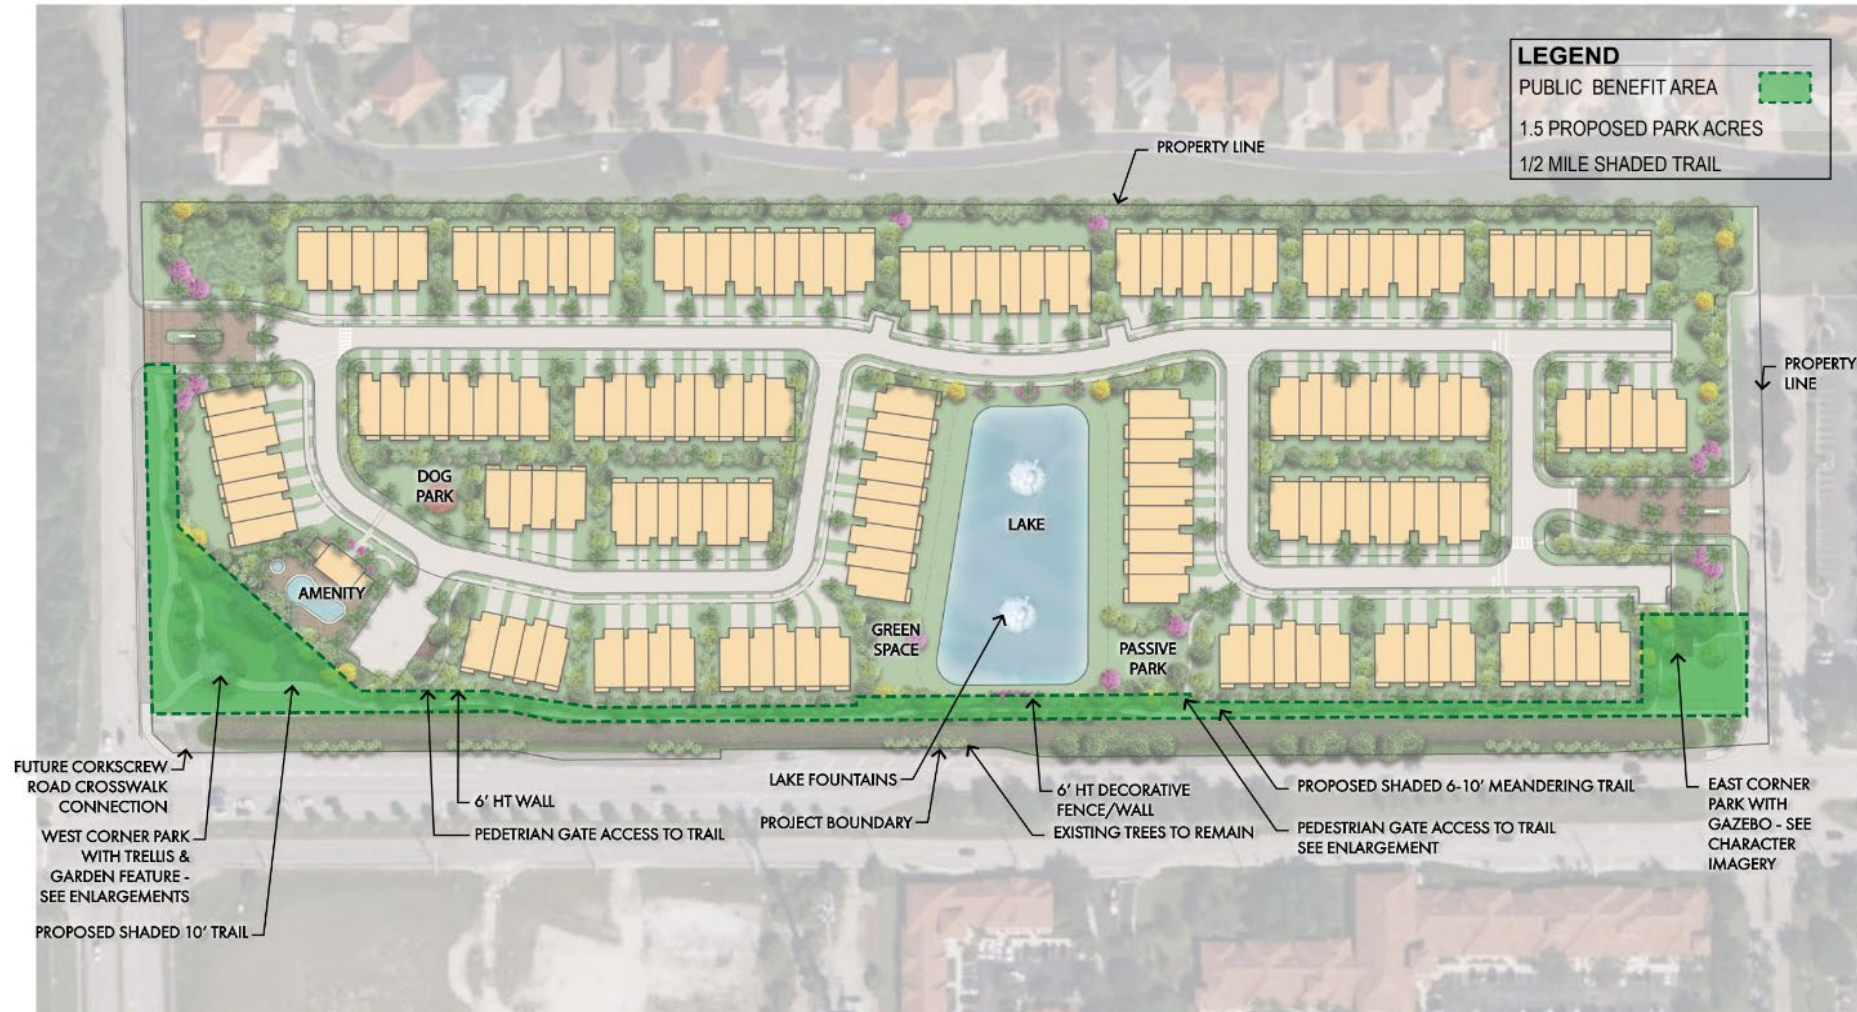 LEGEND
PUBLIC BENEFIT AREA
1.5 PROPOSED PARK ACRES
1/2 MILE SHADED TRAIL
PROPERTY LINE
PROPERTY
LINE
DOG
PARK
LAKE
AMENITY
GREEN
SPACE
PASSIVE
PARK
FUTURE CORKSCREW
ROAD CROSSWALK
CONNECTION
WEST CORNER PARK
WITH TRELLIS &
GARDEN FEATURE -
SEE ENLARGEMENTS
PROPOSED SHADED 10' TRAIL
6' HT WALL
PEDETRIAN GATE ACCESS TO TRAIL
LAKE FOUNTAINS
PROJECT BOUNDARY
6' HT DECORATIVE
FENCE/WALL
EXISTING TREES TO REMAIN
PROPOSED SHADED 6-10' MEANDERING TRAIL
PEDESTRIAN GATE ACCESS TO TRAIL
SEE ENLARGEMENT
EAST CORNER
PARK WITH
GAZEBO - SEE
CHARACTER
IMAGERY